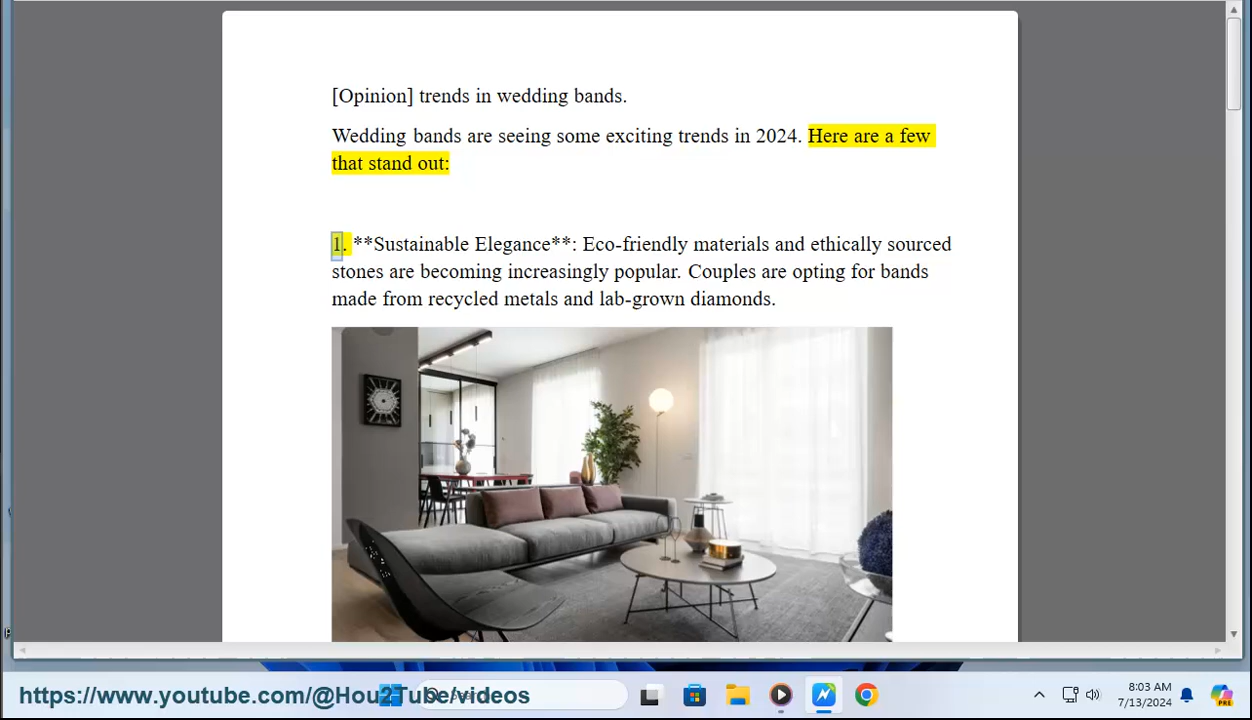 [Opinion] trends in wedding bands.
Wedding bands are seeing some exciting trends in 2024. Here are a few
that stand out:
1. **Sustainable Elegance**: Eco-friendly materials and ethically sourced
stones are becoming increasingly popular. Couples are opting for bands
made from recycled metals and lab-grown diamonds.
https://www.youtube.com/@Hou2Tube/videos
8:03 AM
7/13/2024
PRE